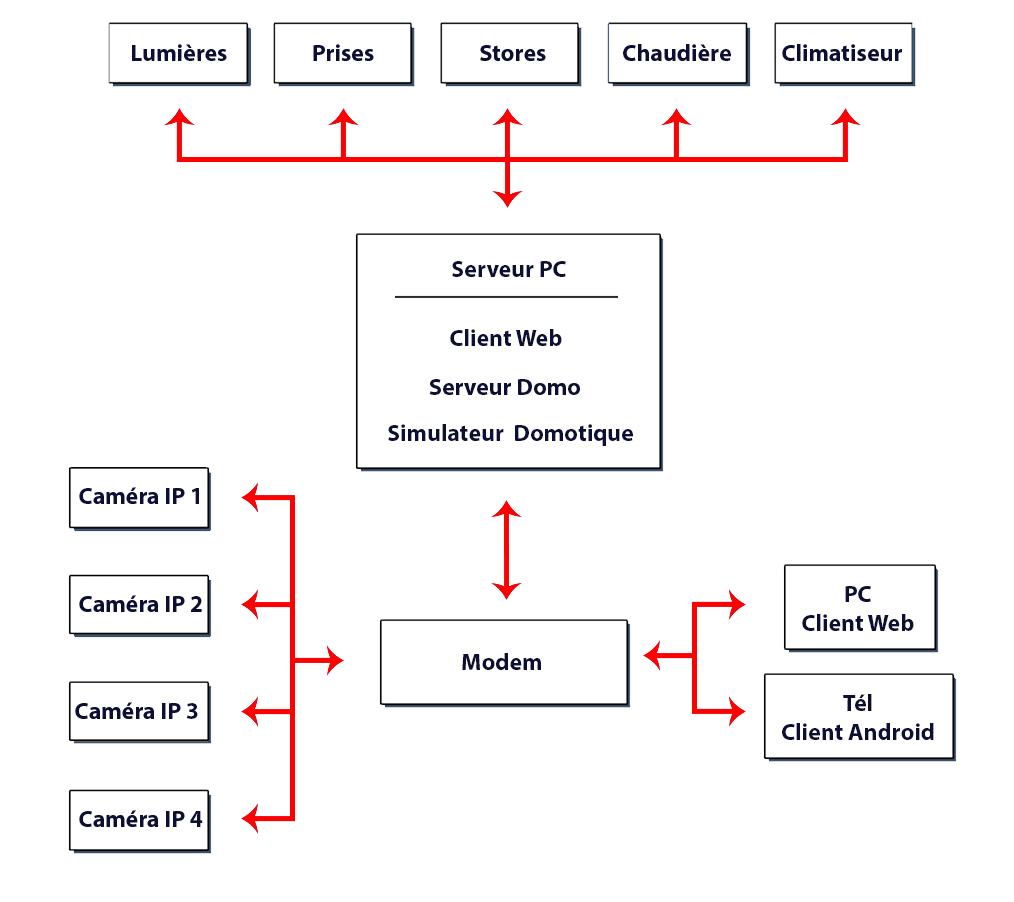 Lumières
Prises
Stores
Chaudière
Climatiseur
Serveur PC
Client Web
Serveur Domo
Simulateur Domotique
Caméra IP 1
Caméra IP 2
Caméra IP 3
Caméra IP 4
Modem
PC
Client Web
Tél
Client Android